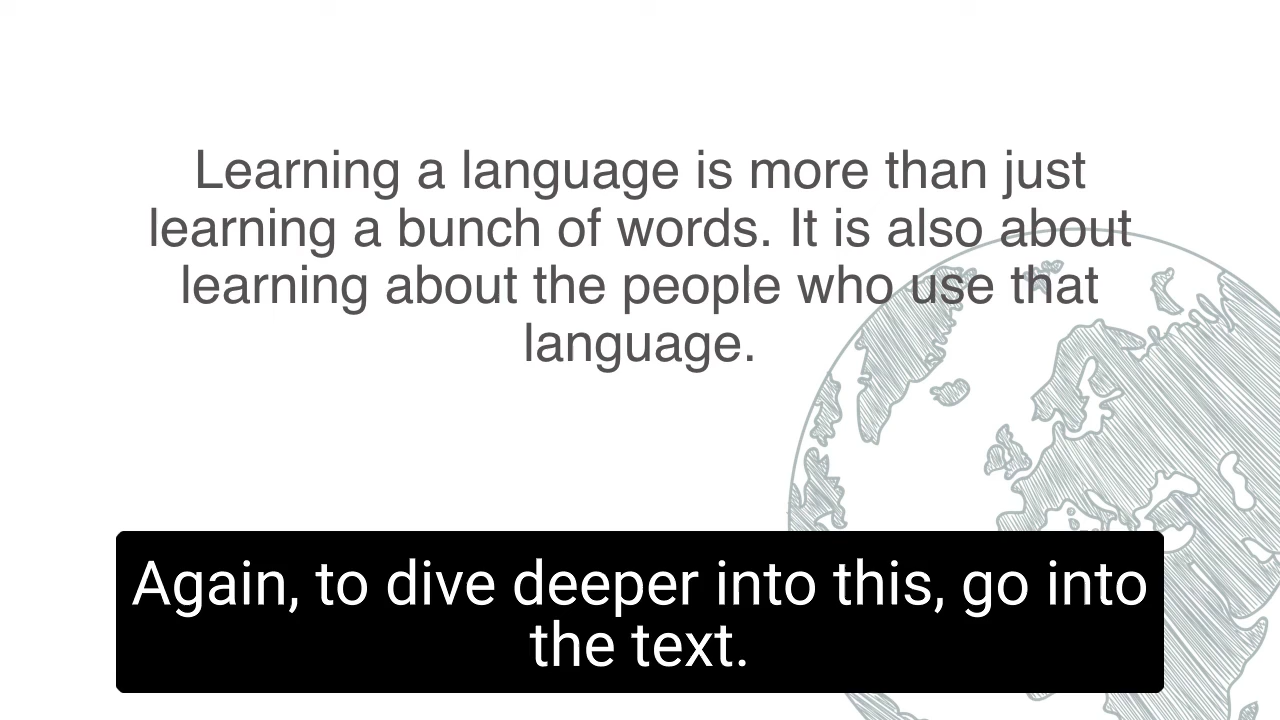 Learning a language is more than just
learning a bunch of words. It is also about
learning about the people who use that
language.
Again, to dive deeper into this, go into
the text.